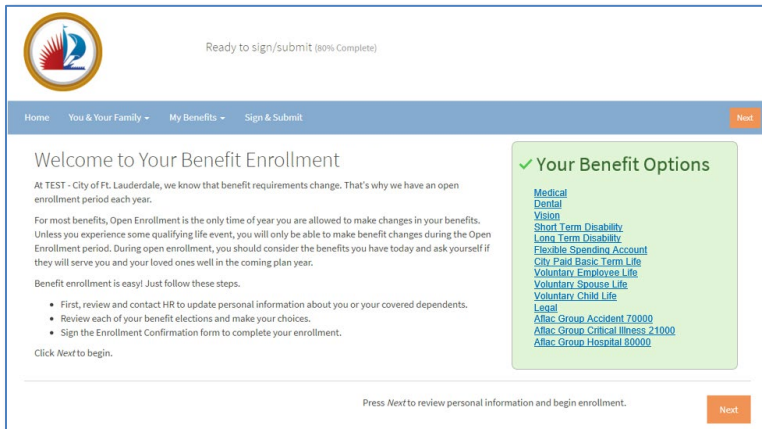 Ready to sign/submit (80% Complete)
Home You & Your Family My Benefits Sign & Submit Next
Welcome to Your Benefit Enrollment
At TEST - City of Ft. Lauderdale, we know that benefit requirements change. That's why we have an open
enrollment period each year.
For most benefits, Open Enrollment is the only time of year you are allowed to make changes in your benefits.
Unless you experience some qualifying life event, you will only be able to make benefit changes during the Open
Enrollment period. During open enrollment, you should consider the benefits you have today and ask yourself if
they will serve you and your loved ones well in the coming plan year.
Benefit enrollment is easy! Just follow these steps.
• First, review and contact HR to update personal information about you or your covered dependents.
• Review each of your benefit elections and make your choices.
• Sign the Enrollment Confirmation form to complete your enrollment.
Click Next to begin.
Your Benefit Options
Medical
Dental
Vision
Short Term Disability
Long Term Disability
Flexible Spending Account
City Paid Basic Term Life
Voluntary Employee Life
Voluntary Spouse Life
Voluntary Child Life
Legal
Aflac Group Accident 70000
Aflac Group Critical Illness 21000
Aflac Group Hospital 80000
Press Next to review personal information and begin enrollment.
Next